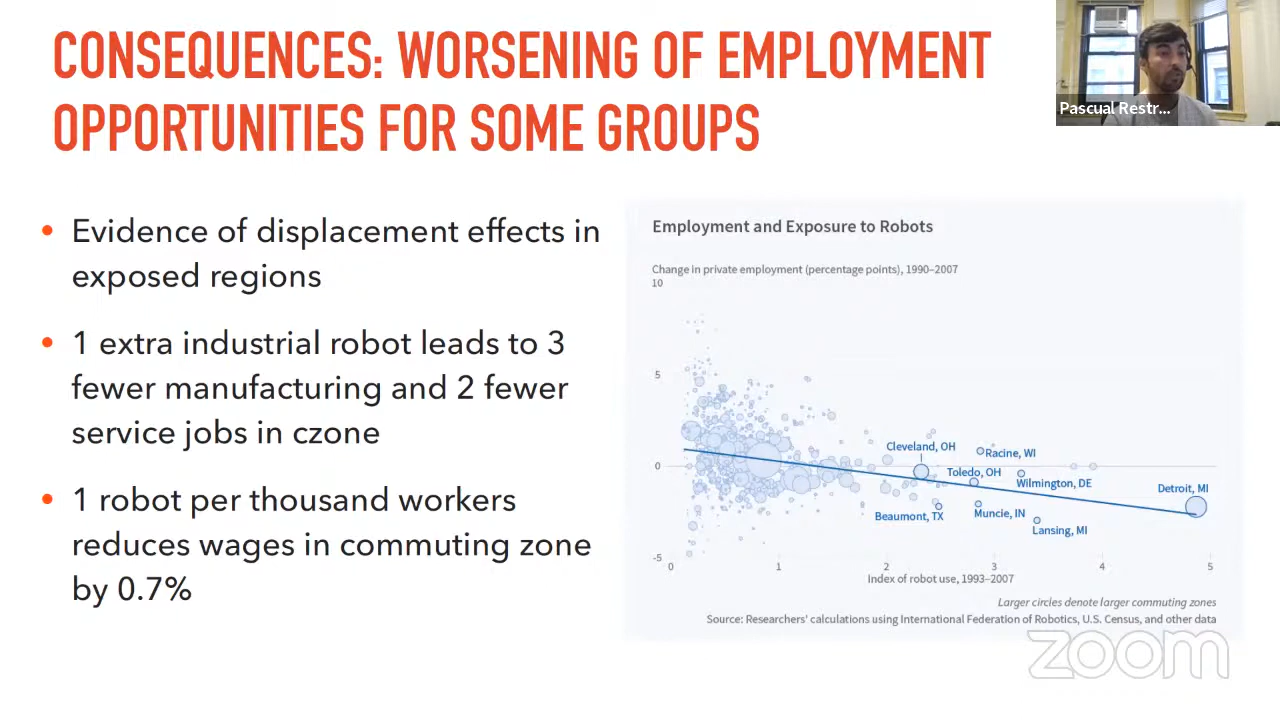 CONSEQUENCES: WORSENING OF EMPLOYMENT
OPPORTUNITIES FOR SOME GROUPS
Pascual Restr...
• Evidence of displacement effects in
exposed regions
• 1 extra industrial robot leads to 3
fewer manufacturing and 2 fewer
service jobs in czone
• 1 robot per thousand workers
reduces wages in commuting zone
by 0.7%
Employment and Exposure to Robots
Change in private employment (percentage points), 1990–2007
10
5
0
-5
Cleveland, OH
Racine, WI
Toledo, OH
Wilmington, DE
Detroit, MI
Beaumont, TX
Muncie, IN
Lansing, MI
0 1 2 3 4 5
Index of robot use, 1993–2007
Larger circles denote larger commuting zones
Source: Researchers' calculations using International Federation of Robotics, U.S. Census, and other data
zoom